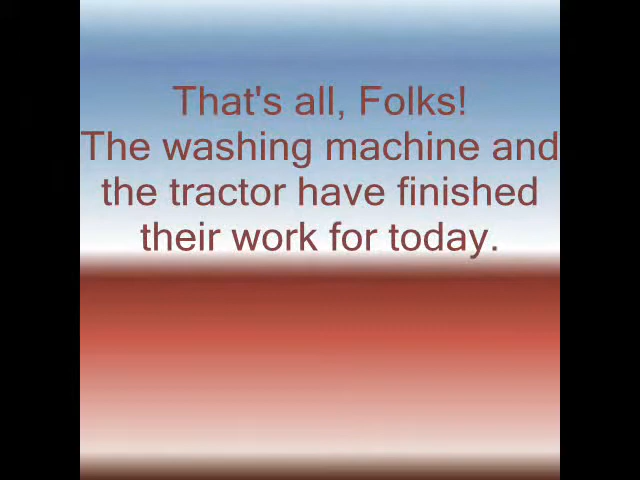 That's all, Folks!
The washing machine and
the tractor have finished
their work for today.